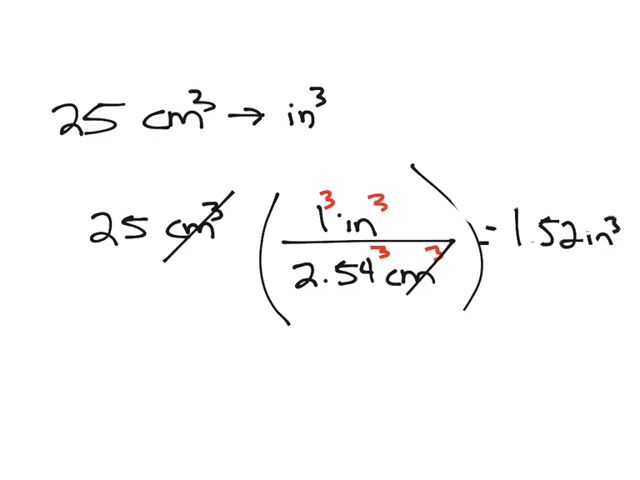 25 cm³ → in³
1³ in³
25 cm³ ( ――― ) = 1.52 in³
2.54³ cm³